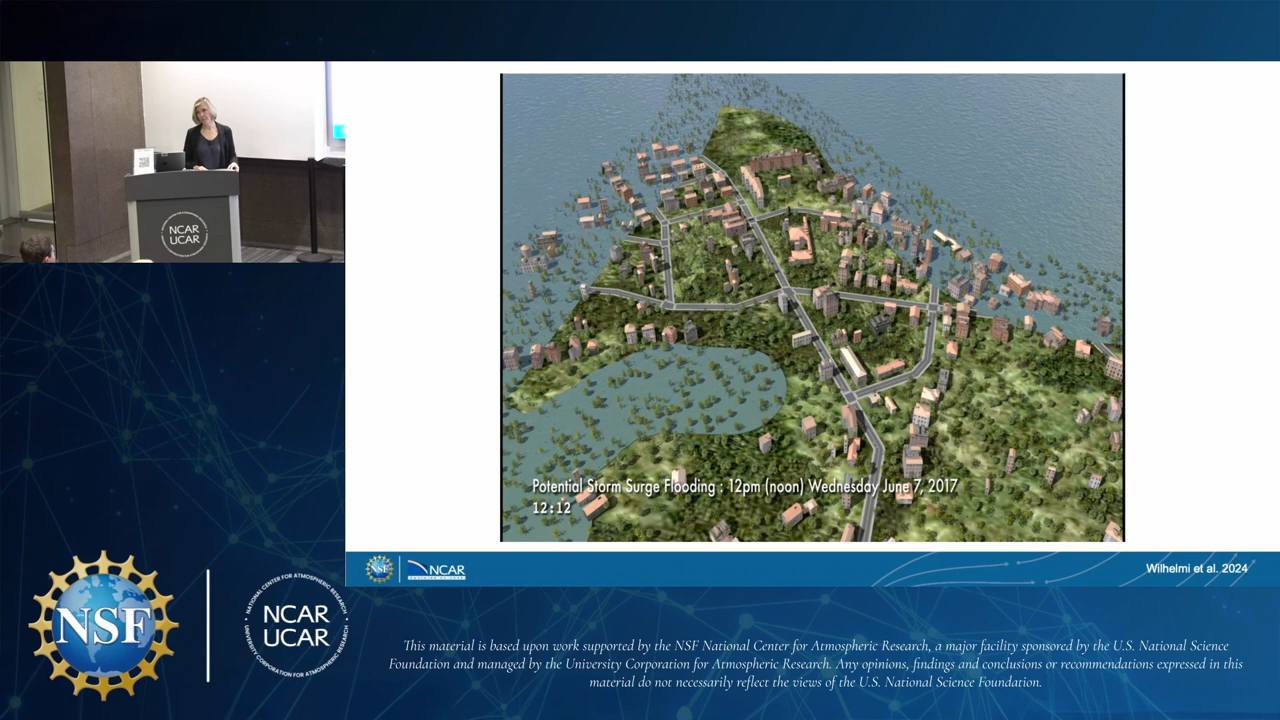 NCAR
UCAR
Potential Storm Surge Flooding : 12pm (noon) Wednesday June 7, 2017
12:12
NSF
NCAR
Wilhelmi et al. 2024
NSF
NATIONAL CENTER FOR ATMOSPHERIC RESEARCH
NCAR
UCAR
UNIVERSITY CORPORATION FOR ATMOSPHERIC RESEARCH
This material is based upon work supported by the NSF National Center for Atmospheric Research, a major facility sponsored by the U.S. National Science
Foundation and managed by the University Corporation for Atmospheric Research. Any opinions, findings and conclusions or recommendations expressed in this
material do not necessarily reflect the views of the U.S. National Science Foundation.